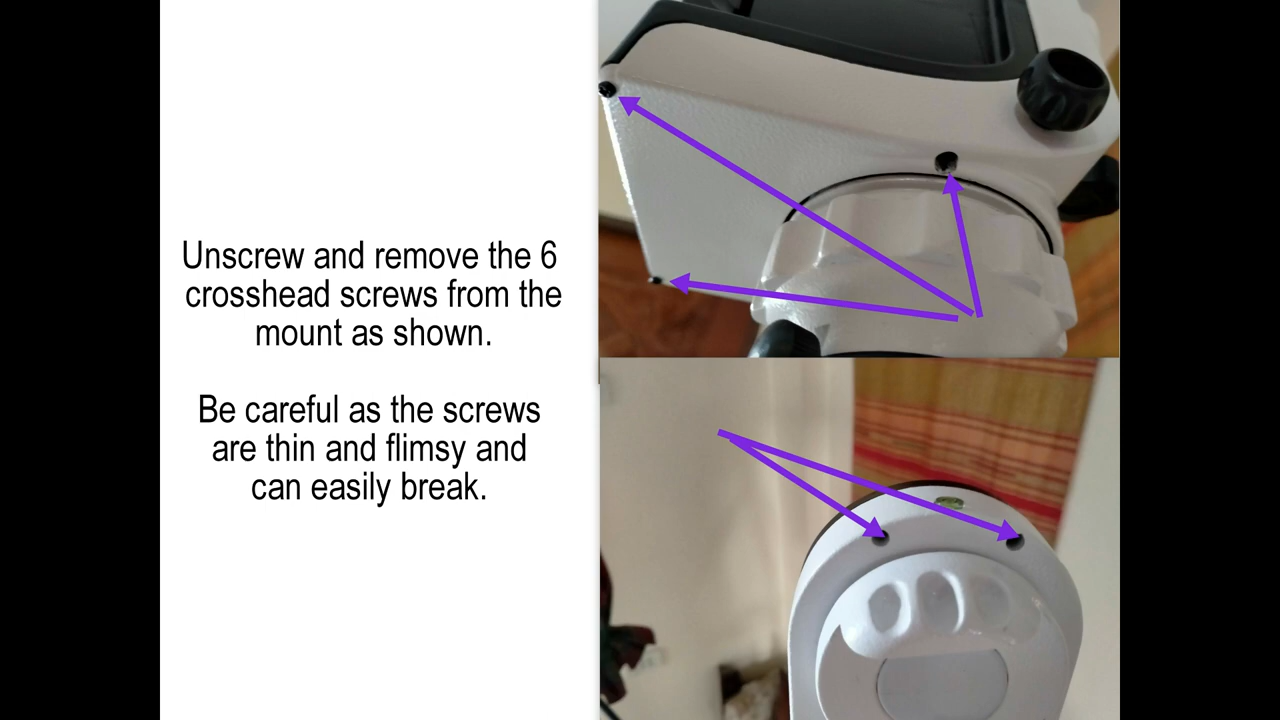 Unscrew and remove the 6
crosshead screws from the
mount as shown.
Be careful as the screws
are thin and flimsy and
can easily break.